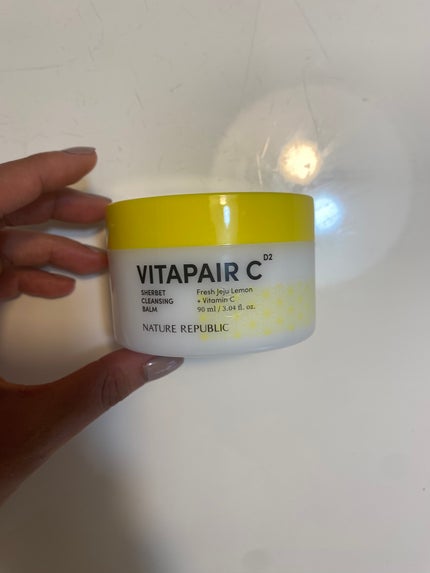 VITAPAIR C D2
SHERBET
CLEANSING
BALM
Fresh Jeju Lemon
+ Vitamin C
90 ml / 3.04 fl. oz.
NATURE REPUBLIC